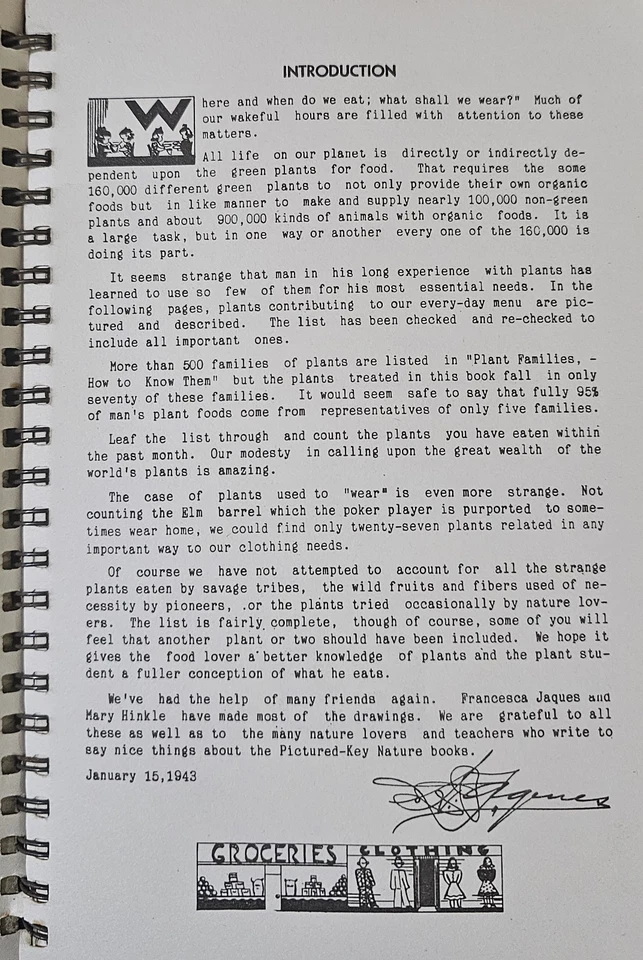 INTRODUCTION
W
here and when do we eat; what shall we wear?" Much of
our wakeful hours are filled with attention to these
matters.
All life on our planet is directly or indirectly de-
pendent upon the green plants for food. That requires the some
160,000 different green plants to not only provide their own organic
foods but in like manner to make and supply nearly 100,000 non-green
plants and about 900,000 kinds of animals with organic foods. It is
a large task, but in one way or another every one of the 160,000 is
doing its part.
It seems strange that man in his long experience with plants has
learned to use so few of them for his most essential needs. In the
following pages, plants contributing to our every-day menu are pic-
tured and described. The list has been checked and re-checked to
include all important ones.
More than 500 families of plants are listed in "Plant Families, -
How to Know Them" but the plants treated in this book fall in only
seventy of these families. It would seem safe to say that fully 95%
of man's plant foods come from representatives of only five families.
Leaf the list through and count the plants you have eaten within
the past month. Our modesty in calling upon the great wealth of the
world's plants is amazing.
The case of plants used to "wear" is even more strange. Not
counting the Elm barrel which the poker player is purported to some-
times wear home, we could find only twenty-seven plants related in any
important way to our clothing needs.
Of course we have not attempted to account for all the strange
plants eaten by savage tribes, the wild fruits and fibers used of ne-
cessity by pioneers, .or the plants tried occasionally by nature lov-
ers. The list is fairly complete, though of course, some of you will
feel that another plant or two should have been included. We hope it
gives the food lover a better knowledge of plants and the plant stu-
dent a fuller conception of what he eats.
We've had the help of many friends again. Francesca Jaques and
Mary Hinkle have made most of the drawings. We are grateful to all
these as well as to the many nature lovers and teachers who write to
say nice things about the Pictured-Key Nature books.
January 15,1943
GROCERIES CLOTHING